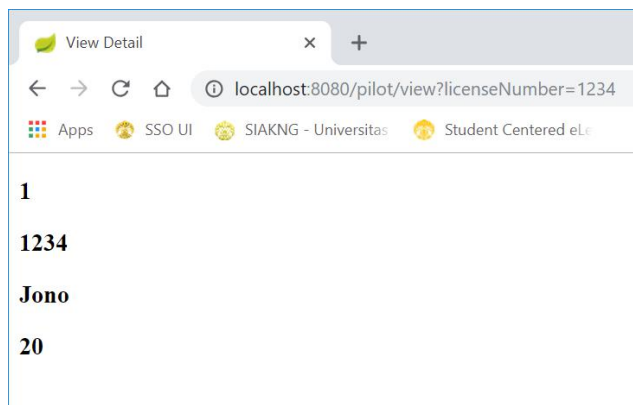 View Detail
localhost:8080/pilot/view?licenseNumber=1234
Apps SSO UI SIAKNG - Universitas Student Centered eLe
1
1234
Jono
20